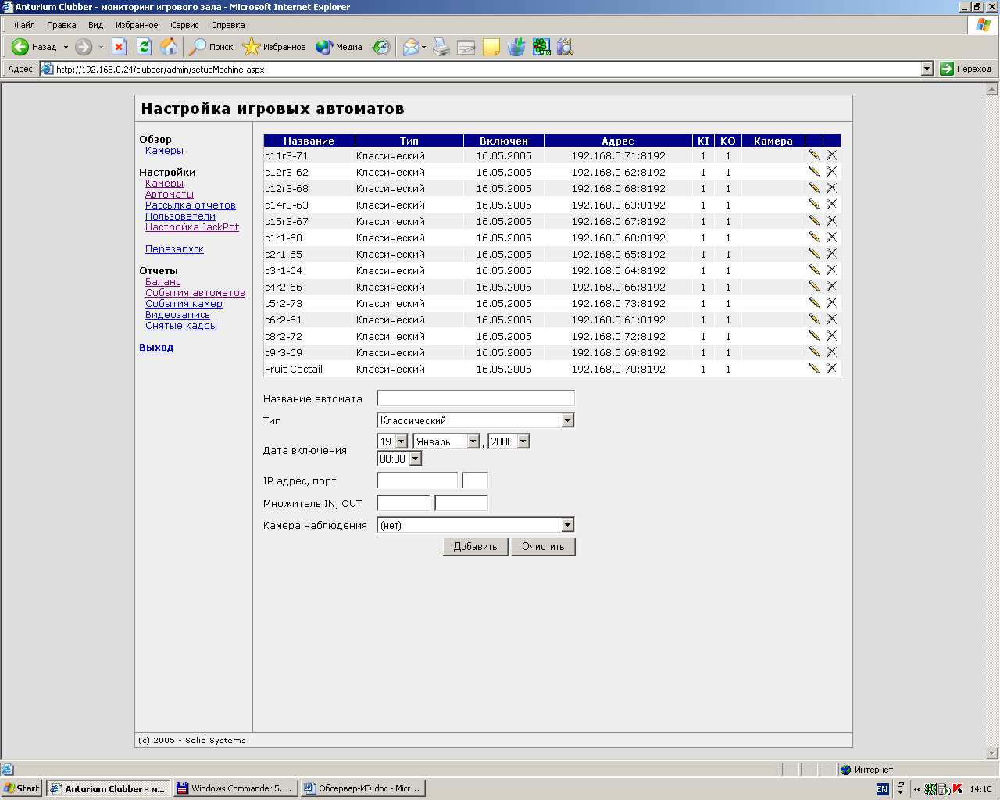 Anturium Clubber - мониторинг игрового зала - Microsoft Internet Explorer
Файл Правка Вид Избранное Сервис Справка
Назад Поиск Избранное Медиа PRO
Адрес: http://192.168.0.24/clubber/admin/setupMachine.aspx Переход
Настройка игровых автоматов
Обзор
Камеры
Настройки
Камеры
Автоматы
Рассылка отчетов
Пользователи
Настройка JackPot
Перезапуск
Отчеты
Баланс
События автоматов
События камер
Видеозапись
Снятые кадры
Выход
Название Тип Включен Адрес KI KO Камера
c11r3-71 Классический 16.05.2005 192.168.0.71:8192 1 1
c12r3-62 Классический 16.05.2005 192.168.0.62:8192 1 1
c12r3-68 Классический 16.05.2005 192.168.0.68:8192 1 1
c14r3-63 Классический 16.05.2005 192.168.0.63:8192 1 1
c15r3-67 Классический 16.05.2005 192.168.0.67:8192 1 1
c1r1-60 Классический 16.05.2005 192.168.0.60:8192 1 1
c2r1-65 Классический 16.05.2005 192.168.0.65:8192 1 1
c3r1-64 Классический 16.05.2005 192.168.0.64:8192 1 1
c4r2-66 Классический 16.05.2005 192.168.0.66:8192 1 1
c5r2-73 Классический 16.05.2005 192.168.0.73:8192 1 1
c6r2-61 Классический 16.05.2005 192.168.0.61:8192 1 1
c8r2-72 Классический 16.05.2005 192.168.0.72:8192 1 1
c9r3-69 Классический 16.05.2005 192.168.0.69:8192 1 1
Fruit Coctail Классический 16.05.2005 192.168.0.70:8192 1 1
Название автомата
Тип Классический
Дата включения 19 Январь , 2006
00:00
IP адрес, порт
Множитель IN, OUT
Камера наблюдения (нет)
Добавить Очистить
(c) 2005 - Solid Systems
Интернет
Start Anturium Clubber - м... Windows Commander 5.... Обсервер-ИЭ.doc - Micr... EN « 14:10